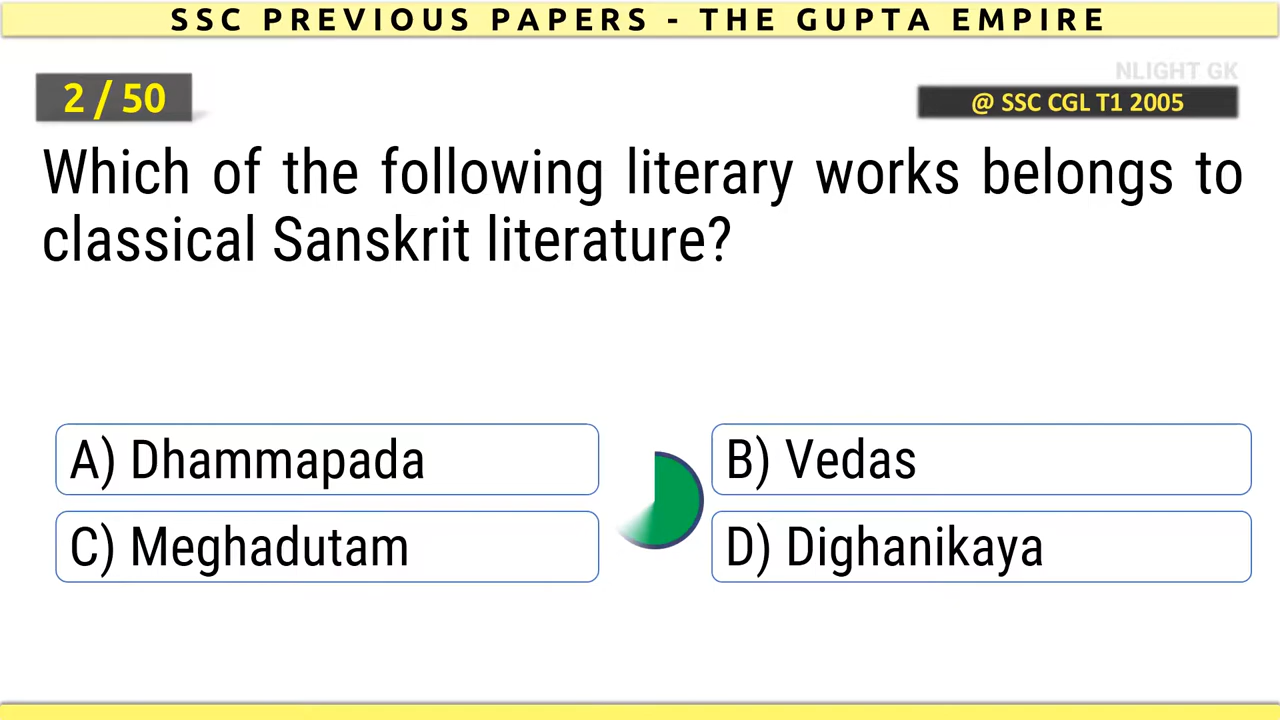 SSC PREVIOUS PAPERS - THE GUPTA EMPIRE
NLIGHT GK
2 / 50
@ SSC CGL T1 2005
Which of the following literary works belongs to
classical Sanskrit literature?
A) Dhammapada
B) Vedas
C) Meghadutam
D) Dighanikaya